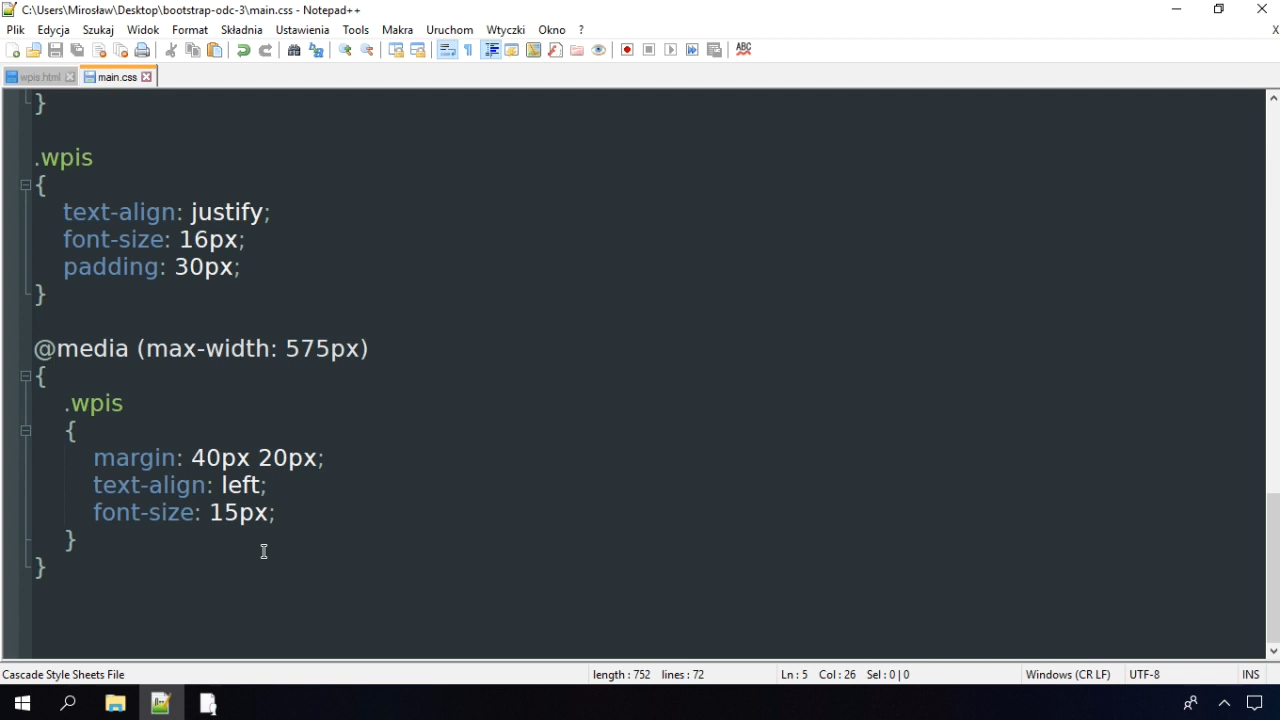 C:\Users\Mirosław\Desktop\bootstrap-odc-3\main.css - Notepad++
Plik Edycja Szukaj Widok Format Składnia Ustawienia Tools Makra Uruchom Wtyczki Okno ? X
ABC
wpis.html main.css
}
.wpis
{
text-align: justify;
font-size: 16px;
padding: 30px;
}
@media (max-width: 575px)
{
.wpis
{
margin: 40px 20px;
text-align: left;
font-size: 15px;
}
}
Cascade Style Sheets File length : 752 lines : 72 Ln : 5 Col : 26 Sel : 0 | 0 Windows (CR LF) UTF-8 INS